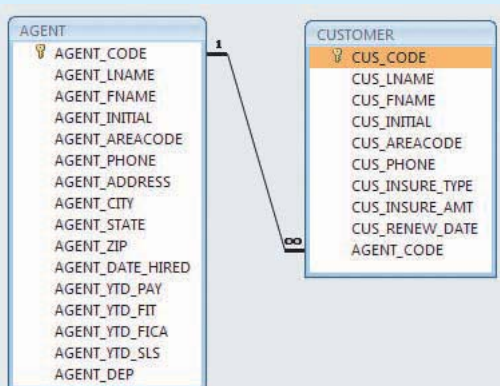 AGENT
AGENT_CODE
AGENT_LNAME
AGENT_FNAME
AGENT_INITIAL
AGENT_AREACODE
AGENT_PHONE
AGENT_ADDRESS
AGENT_CITY
AGENT_STATE
AGENT_ZIP
AGENT_DATE_HIRED
AGENT_YTD_PAY
AGENT_YTD_FIT
AGENT_YTD_FICA
AGENT_YTD_SLS
AGENT_DEP
1
∞
CUSTOMER
CUS_CODE
CUS_LNAME
CUS_FNAME
CUS_INITIAL
CUS_AREACODE
CUS_PHONE
CUS_INSURE_TYPE
CUS_INSURE_AMT
CUS_RENEW_DATE
AGENT_CODE